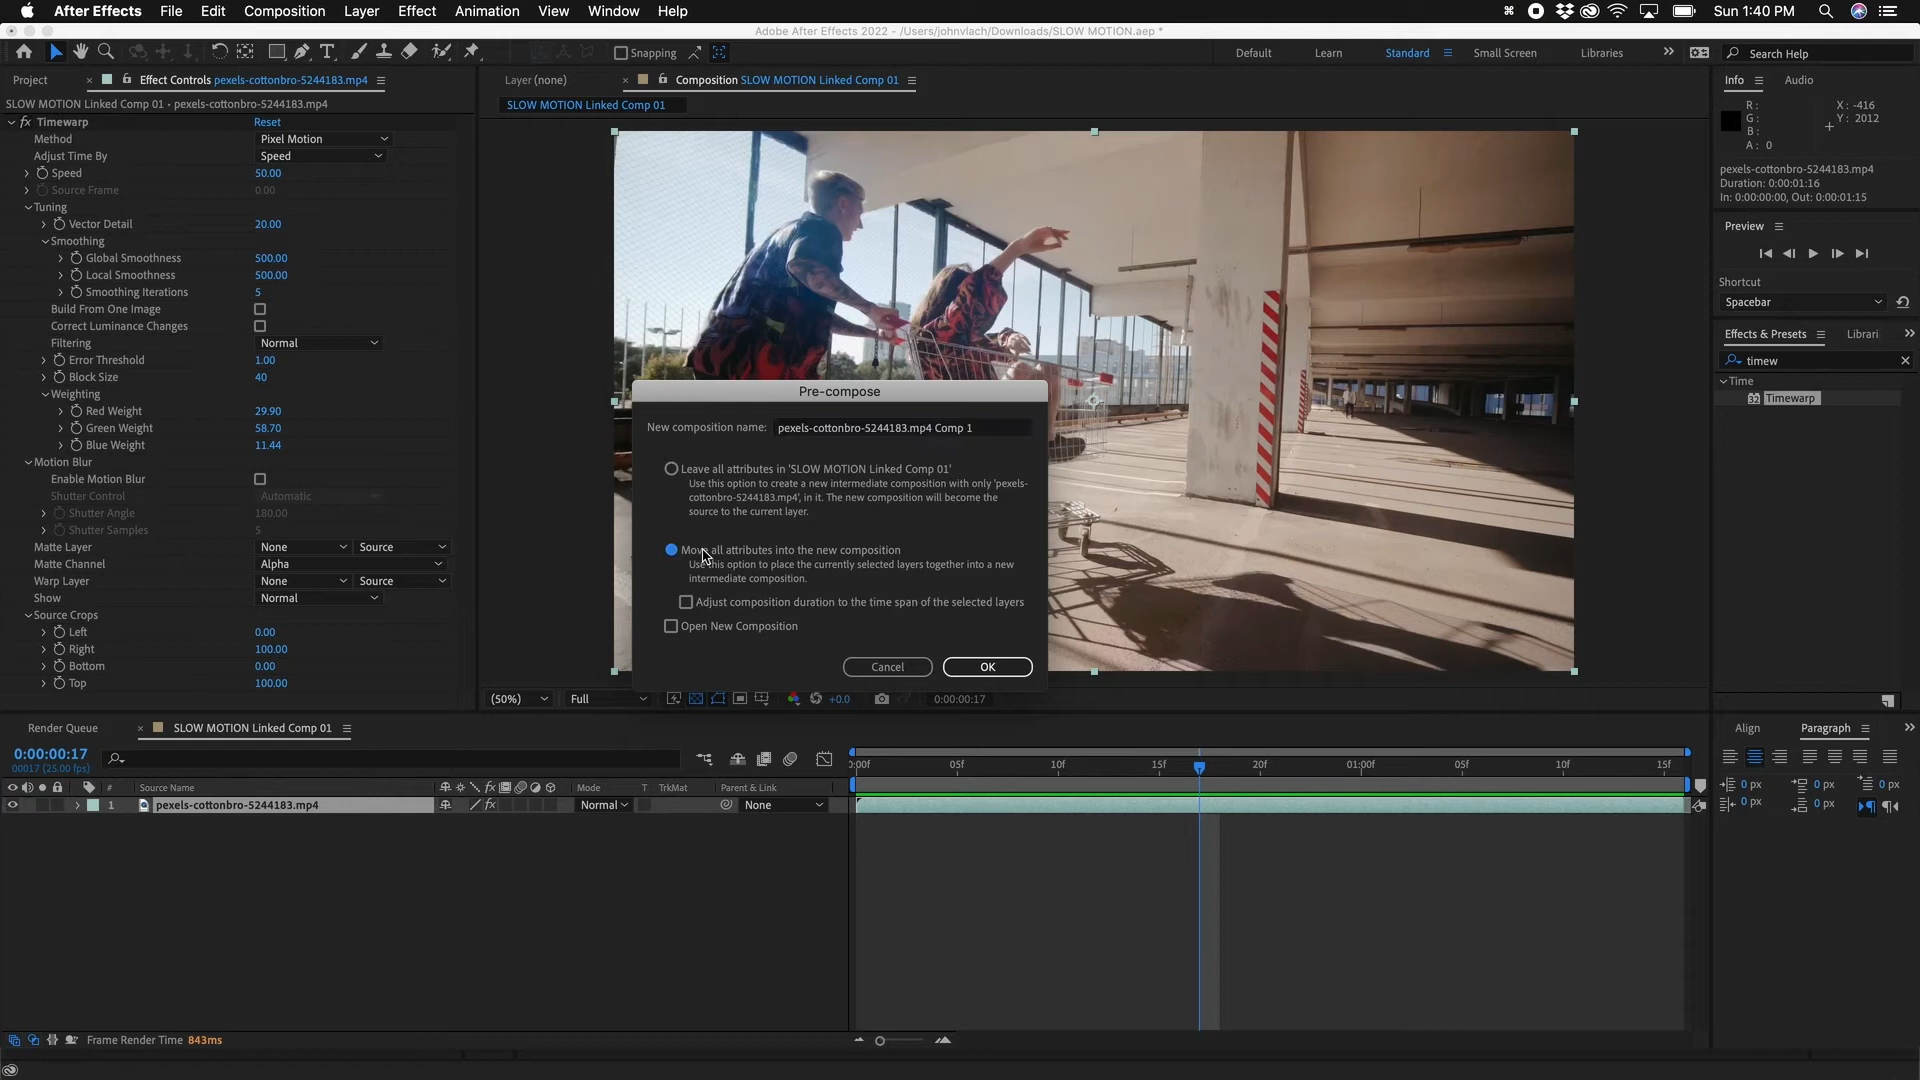 After Effects File Edit Composition Layer Effect Animation View Window Help Sun 1:40 PM
Adobe After Effects 2022 – /Users/johnvlach/Downloads/SLOW MOTION.aep *
Snapping Default Learn Standard Small Screen Libraries Search Help
Project Effect Controls pexels-cottonbro-5244183.mp4
Layer (none) Composition SLOW MOTION Linked Comp 01
Info Audio
SLOW MOTION Linked Comp 01 • pexels-cottonbro-5244183.mp4
SLOW MOTION Linked Comp 01
fx Timewarp Reset
Method Pixel Motion
Adjust Time By Speed
Speed 50.00
Source Frame 0.00
Tuning
Vector Detail 20.00
Smoothing
Global Smoothness 500.00
Local Smoothness 500.00
Smoothing Iterations 5
Build From One Image
Correct Luminance Changes
Filtering Normal
Error Threshold 1.00
Block Size 40
Weighting
Red Weight 29.90
Green Weight 58.70
Blue Weight 11.44
Motion Blur
Enable Motion Blur
Shutter Control Automatic
Shutter Angle 180.00
Shutter Samples 5
Matte Layer None Source
Matte Channel Alpha
Warp Layer None Source
Show Normal
Source Crops
Left 0.00
Right 100.00
Bottom 0.00
Top 100.00
Pre-compose
New composition name: pexels-cottonbro-5244183.mp4 Comp 1
Leave all attributes in 'SLOW MOTION Linked Comp 01'
Use this option to create a new intermediate composition with only 'pexels-
cottonbro-5244183.mp4', in it. The new composition will become the
source to the current layer.
Move all attributes into the new composition
Use this option to place the currently selected layers together into a new
intermediate composition.
Adjust composition duration to the time span of the selected layers
Open New Composition
Cancel OK
(50%) Full +0.0 0:00:00:17
R: X: -416
G: Y: 2012
B:
A: 0
pexels-cottonbro-5244183.mp4
Duration: 0:00:01:16
In: 0:00:00:00, Out: 0:00:01:15
Preview
Shortcut
Spacebar
Effects & Presets Librari
timew
Time
32 Timewarp
Render Queue SLOW MOTION Linked Comp 01
0:00:00:17
00017 (25.00 fps)
# Source Name fx Mode T TrkMat Parent & Link
1 pexels-cottonbro-5244183.mp4 fx Normal None
:00f 05f 10f 15f 20f 01:00f 05f 10f 15f
Align Paragraph
0 px 0 px 0 px
0 px 0 px
Frame Render Time 843ms